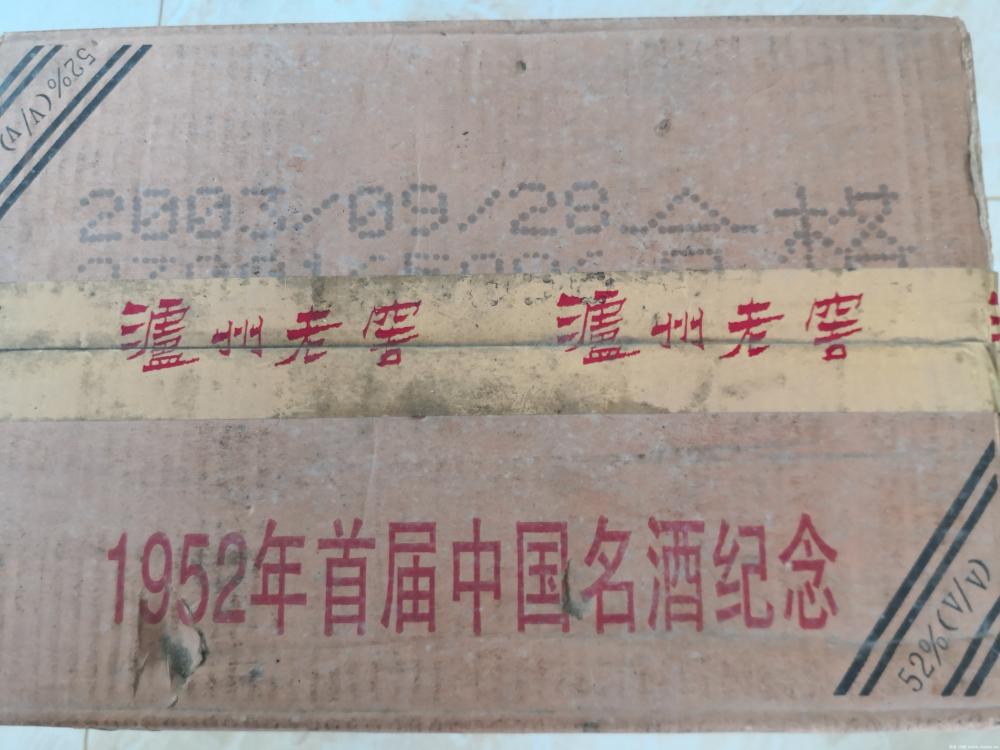 52%(V/V)
2003/09/28 合格
泸州老窖 泸州老窖
1952年首届中国名酒纪念
52%(V/V)